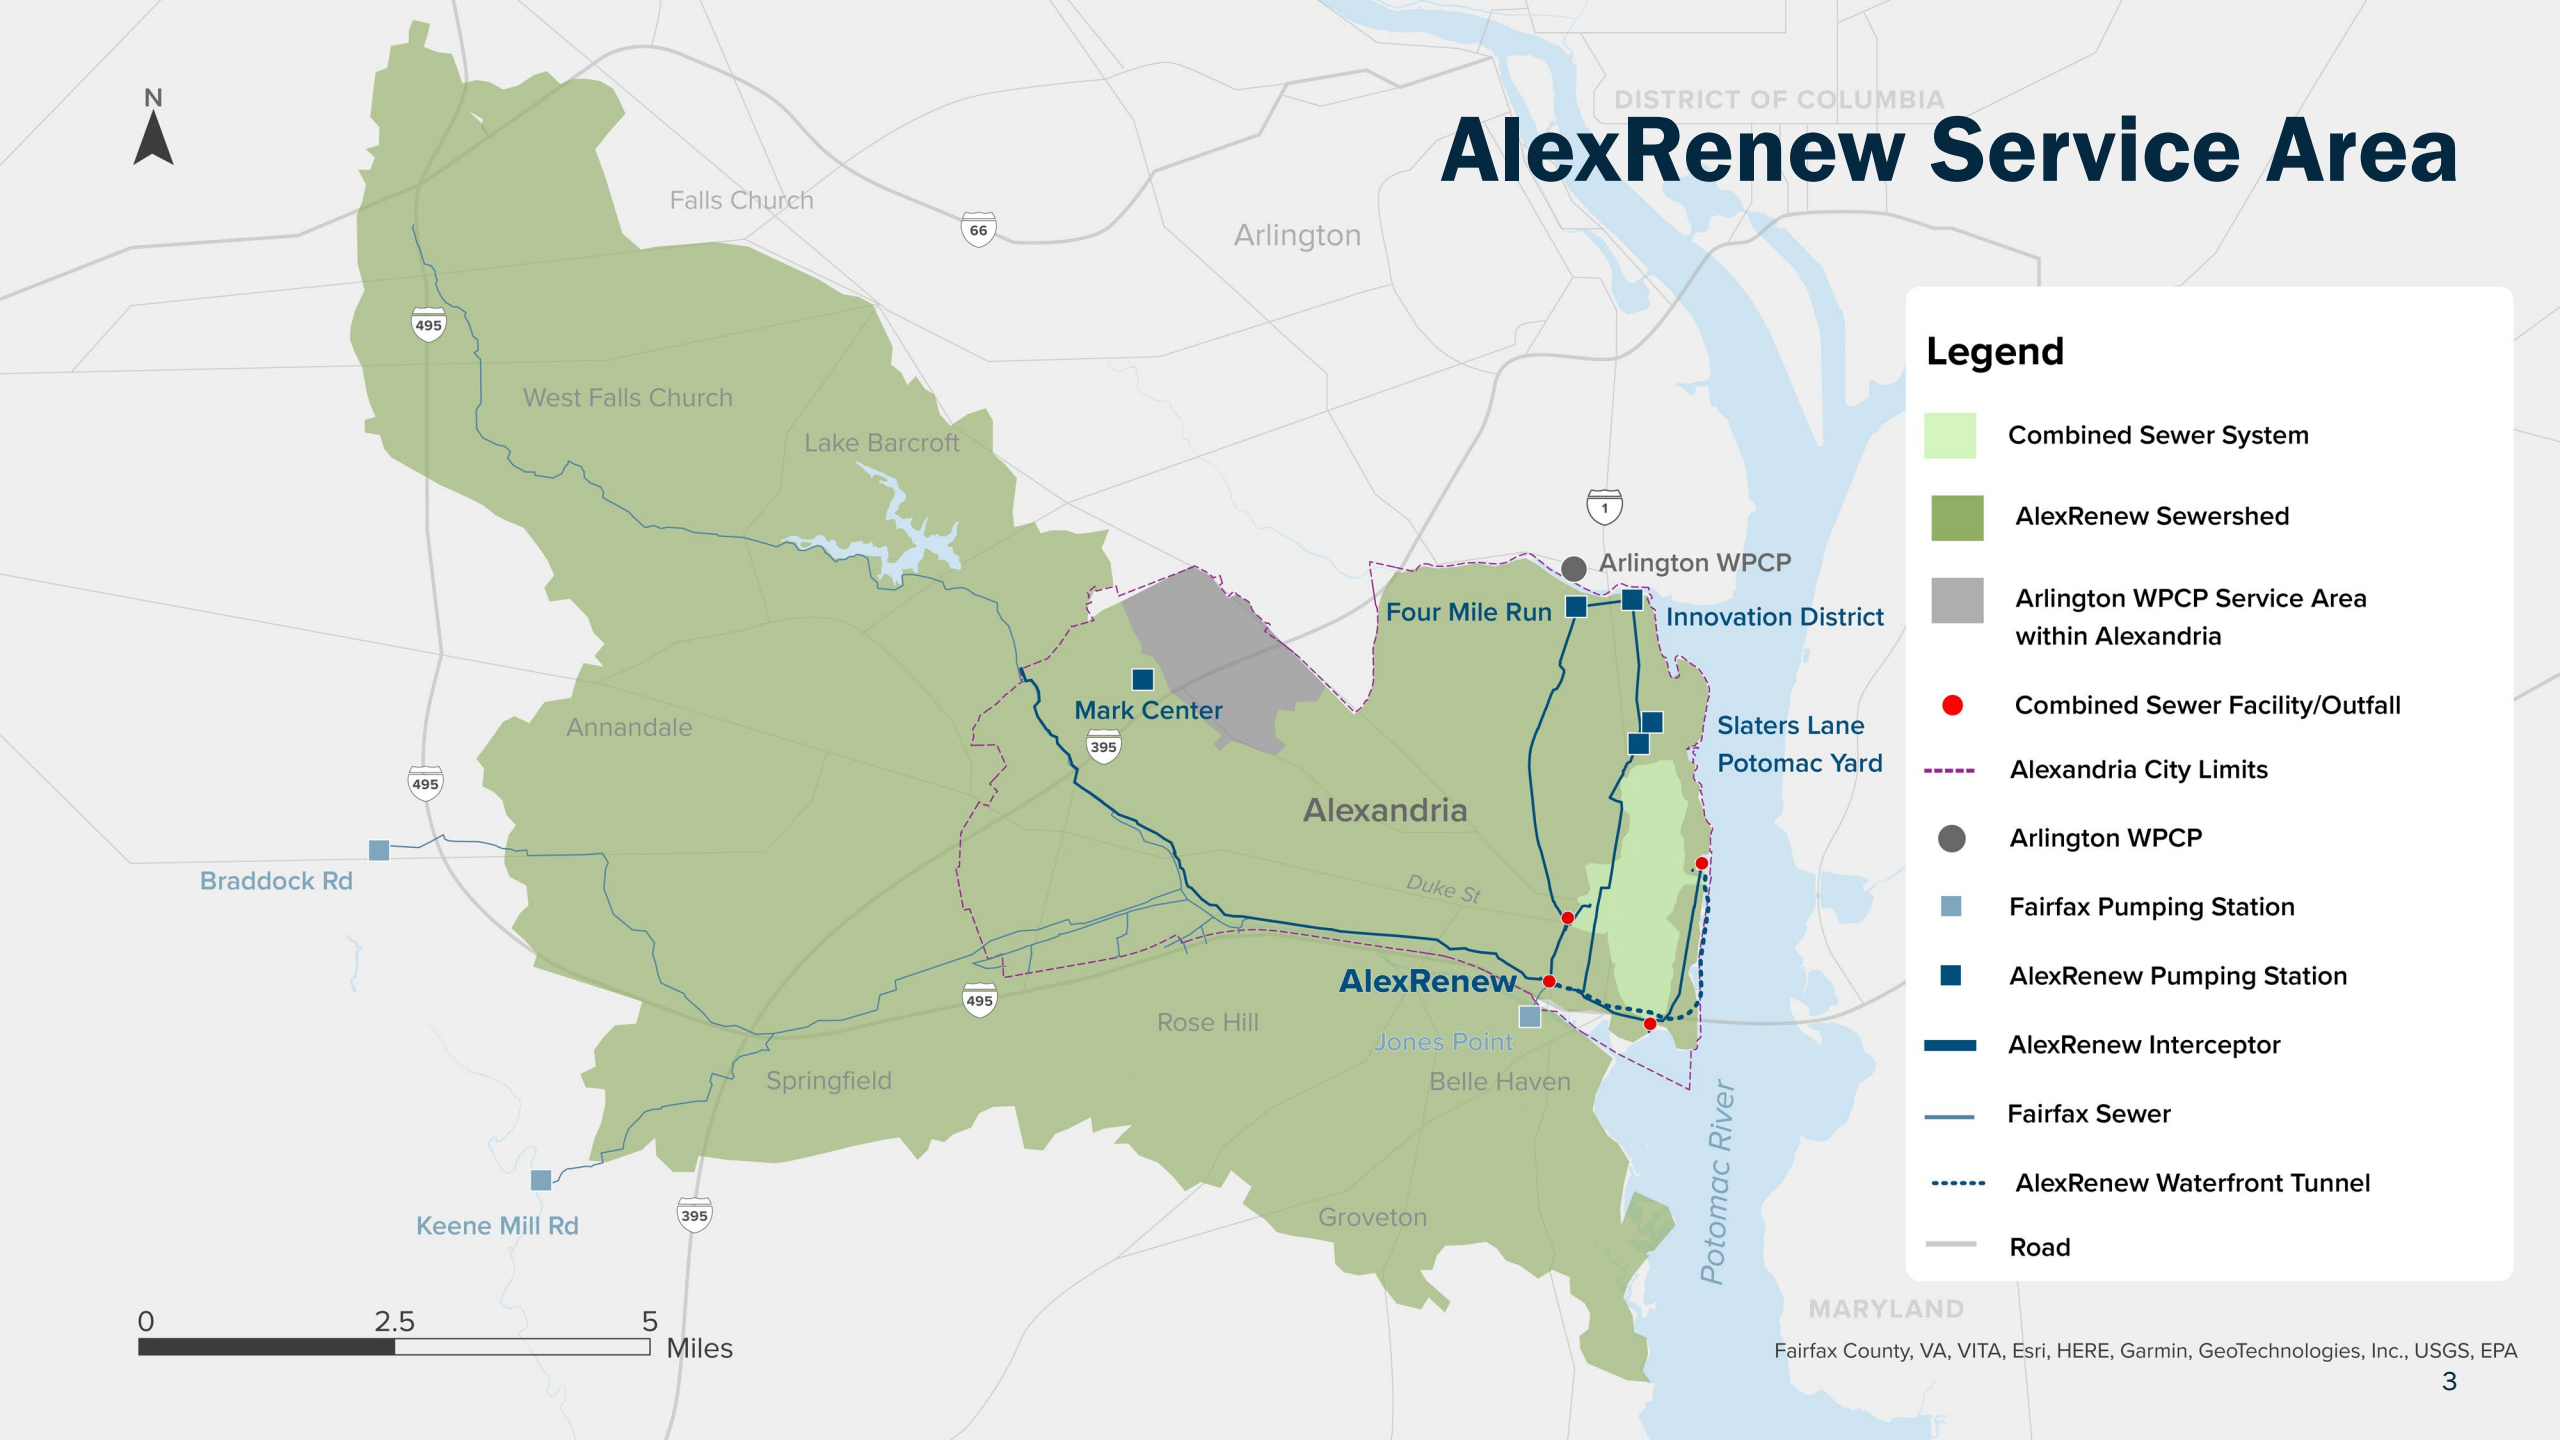 AlexRenew Service Area
DISTRICT OF COLUMBIA
N
Falls Church
66
Arlington
495
West Falls Church
Lake Barcroft
1
Arlington WPCP
Four Mile Run
Innovation District
Mark Center
395
Annandale
Slaters Lane
Potomac Yard
495
Alexandria
Braddock Rd
Duke St
AlexRenew
495
Rose Hill
Jones Point
Springfield
Belle Haven
Potomac River
Keene Mill Rd
395
Groveton
MARYLAND
0 2.5 5
Miles
Legend
Combined Sewer System
AlexRenew Sewershed
Arlington WPCP Service Area
within Alexandria
Combined Sewer Facility/Outfall
Alexandria City Limits
Arlington WPCP
Fairfax Pumping Station
AlexRenew Pumping Station
AlexRenew Interceptor
Fairfax Sewer
AlexRenew Waterfront Tunnel
Road
Fairfax County, VA, VITA, Esri, HERE, Garmin, GeoTechnologies, Inc., USGS, EPA
3